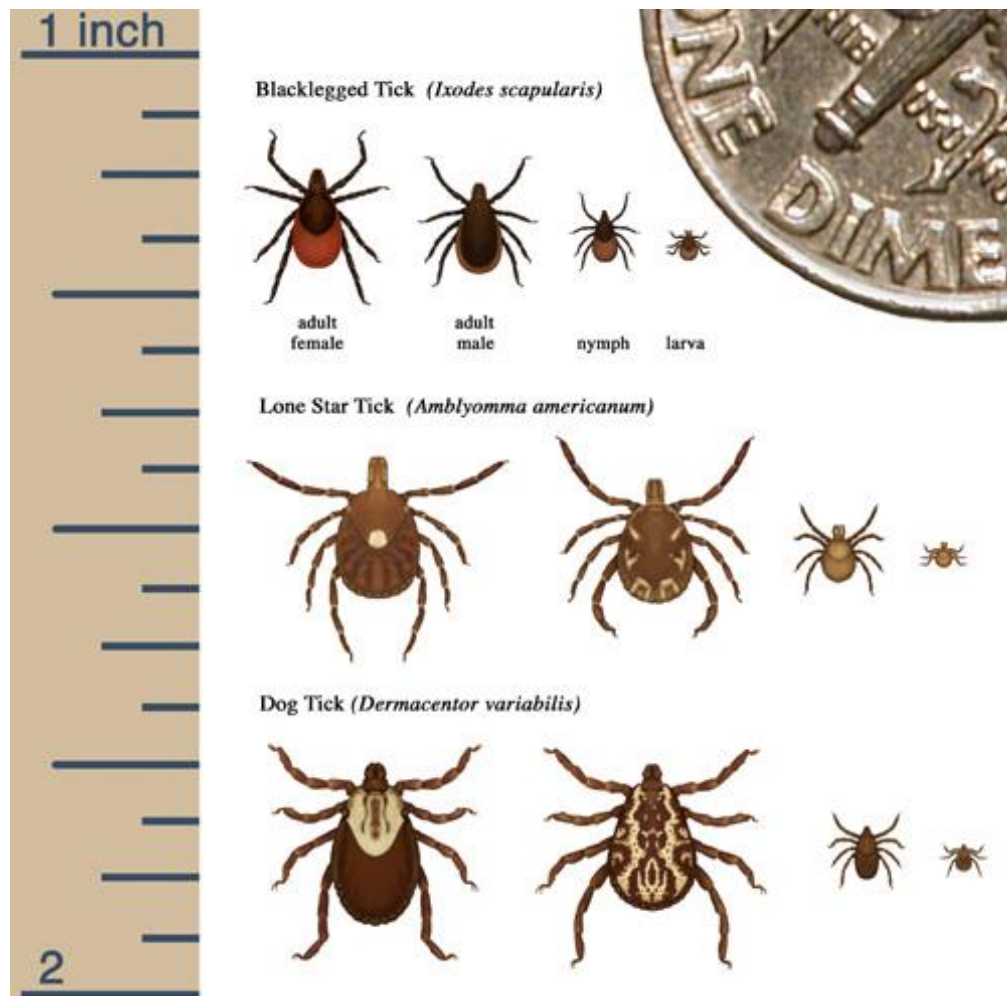 1 inch
Blacklegged Tick (Ixodes scapularis)
adult female
adult male
nymph
larva
Lone Star Tick (Amblyomma americanum)
Dog Tick (Dermacentor variabilis)
2
NE DIME